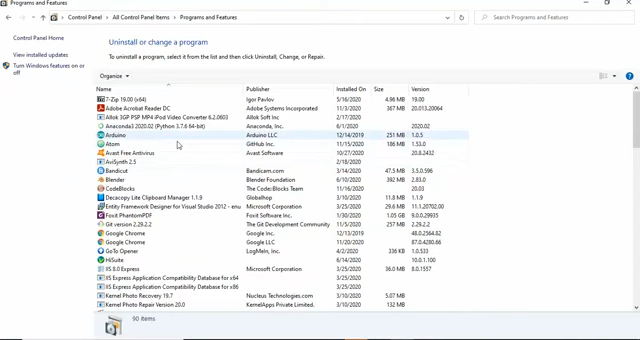 Programs and Features
Control Panel > All Control Panel Items > Programs and Features
Search Programs and Features
Control Panel Home
View installed updates
Turn Windows features on or off
Uninstall or change a program
To uninstall a program, select it from the list and then click Uninstall, Change, or Repair.
Organize
Name Publisher Installed On Size Version
7-Zip 19.00 (x64) Igor Pavlov 5/16/2020 4.96 MB 19.00
Adobe Acrobat Reader DC Adobe Systems Incorporated 11/3/2020 367 MB 20.013.20064
Allok 3GP PSP MP4 iPod Video Converter 6.2.0603 Allok Soft Inc 2/17/2020
Anaconda3 2020.02 (Python 3.7.6 64-bit) Anaconda, Inc. 6/1/2020 2020.02
Arduino Arduino LLC 12/14/2019 251 MB 1.0.5
Atom GitHub Inc. 11/15/2020 186 MB 1.53.0
Avast Free Antivirus Avast Software 10/27/2020 20.8.2432
AviSynth 2.5 2/18/2020
Bandicut Bandicam.com 3/14/2020 47.5 MB 3.5.0.596
Blender Blender Foundation 6/10/2020 392 MB 2.83.0
CodeBlocks The Code::Blocks Team 11/16/2020 20.03
Decacopy Lite Clipboard Manager 1.1.9 Globalhop 3/10/2020 11.8 MB 1.1.9
Entity Framework Designer for Visual Studio 2012 - enu Microsoft Corporation 3/25/2020 29.6 MB 11.1.20702.00
Foxit PhantomPDF Foxit Software Inc. 1/30/2020 1.05 GB 9.0.0.29935
Git version 2.29.2.2 The Git Development Community 11/5/2020 257 MB 2.29.2.2
Google Chrome Google Inc. 12/13/2019 48.0.2564.82
Google Chrome Google LLC 11/20/2020 87.0.4280.66
GoTo Opener LogMeIn, Inc. 4/2/2020 336 KB 1.0.533
HiSuite 6/14/2020 10.0.1.100
IIS 8.0 Express Microsoft Corporation 3/25/2020 36.0 MB 8.0.1557
IIS Express Application Compatibility Database for x64 3/25/2020
IIS Express Application Compatibility Database for x86 3/25/2020
Kernel Photo Recovery 19.7 Nucleus Technologies.com 3/10/2020 5.07 MB
Kernel Photo Repair Version 20.0 KernelApps Private Limited. 3/10/2020 132 MB
90 items